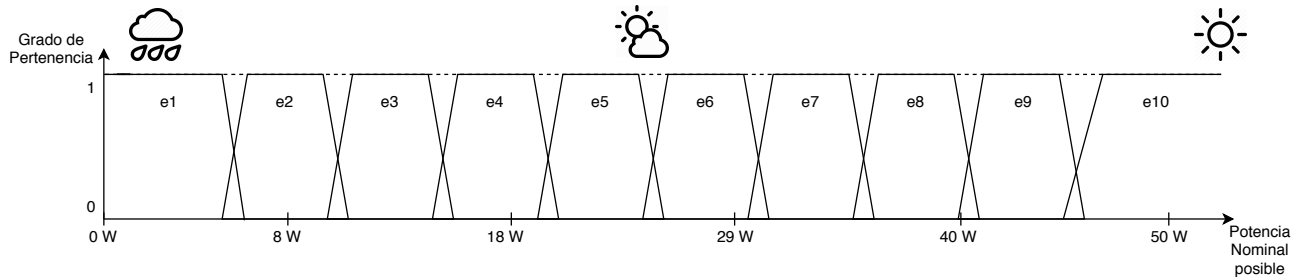 Grado de
Pertenencia
1
e1
e2
e3
e4
e5
e6
e7
e8
e9
e10
0
0 W
8 W
18 W
29 W
40 W
50 W
Potencia
Nominal
posible